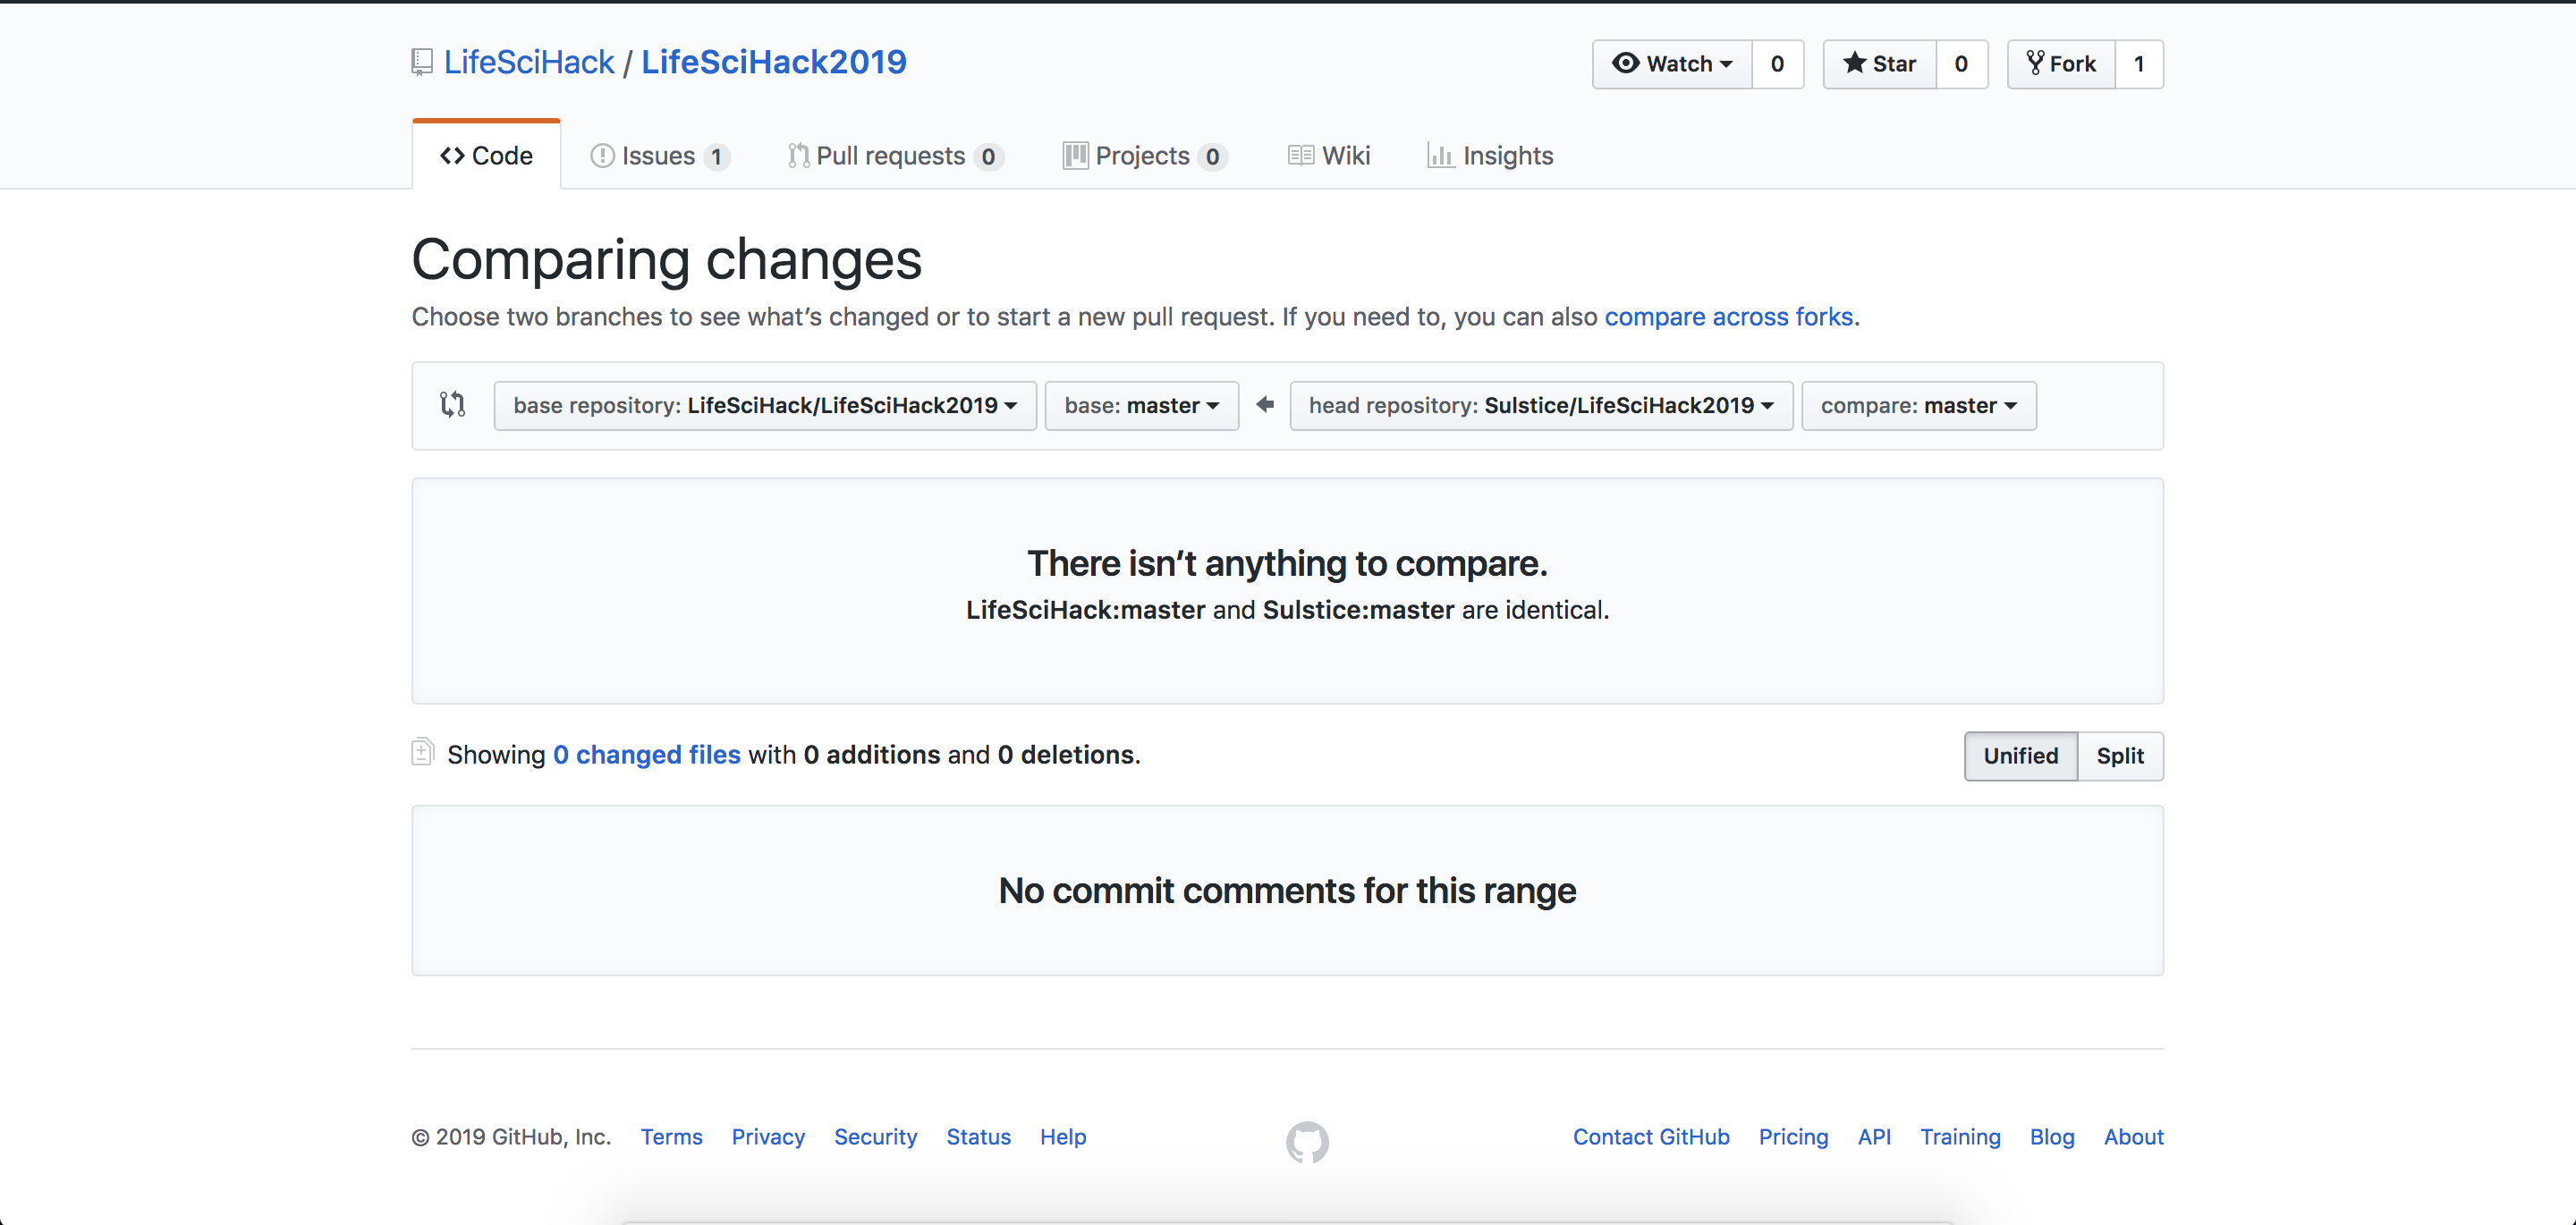 LifeSciHack / LifeSciHack2019
Watch 0 Star 0 Fork 1
Code Issues 1 Pull requests 0 Projects 0 Wiki Insights
Comparing changes
Choose two branches to see what’s changed or to start a new pull request. If you need to, you can also compare across forks.
base repository: LifeSciHack/LifeSciHack2019 base: master head repository: Sulstice/LifeSciHack2019 compare: master
There isn’t anything to compare.
LifeSciHack:master and Sulstice:master are identical.
Showing 0 changed files with 0 additions and 0 deletions. Unified Split
No commit comments for this range
© 2019 GitHub, Inc. Terms Privacy Security Status Help Contact GitHub Pricing API Training Blog About